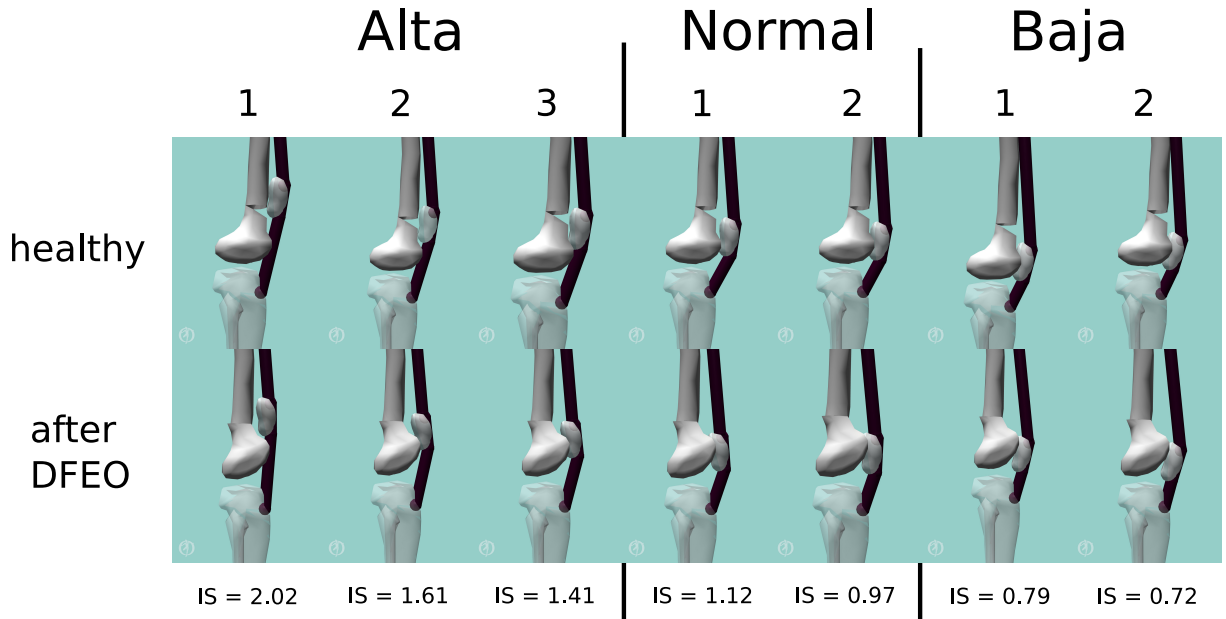 Alta Normal Baja
1 2 3 1 2 1 2
healthy
after
DFEO
IS = 2.02 IS = 1.61 IS = 1.41 IS = 1.12 IS = 0.97 IS = 0.79 IS = 0.72